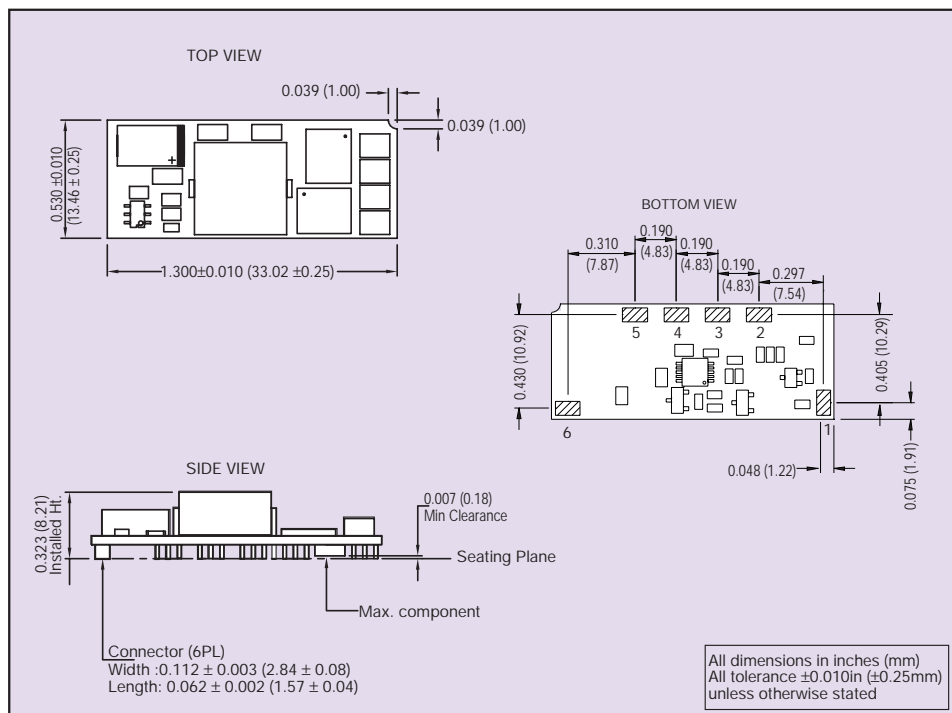 TOP VIEW
0.039 (1.00)
0.039 (1.00)
0.530 ±0.010
(13.46 ± 0.25)
+
1.300±0.010 (33.02 ±0.25)
BOTTOM VIEW
0.310
(7.87)
0.190
(4.83)
0.190
(4.83)
0.190
(4.83)
0.297
(7.54)
5
4
3
2
0.430 (10.92)
0.405 (10.29)
6
1
0.048 (1.22)
0.075 (1.91)
SIDE VIEW
0.323 (8.21)
Installed Ht.
0.007 (0.18)
Min Clearance
Seating Plane
Max. component
Connector (6PL)
Width :0.112 ± 0.003 (2.84 ± 0.08)
Length: 0.062 ± 0.002 (1.57 ± 0.04)
All dimensions in inches (mm)
All tolerance ±0.010in (±0.25mm)
unless otherwise stated